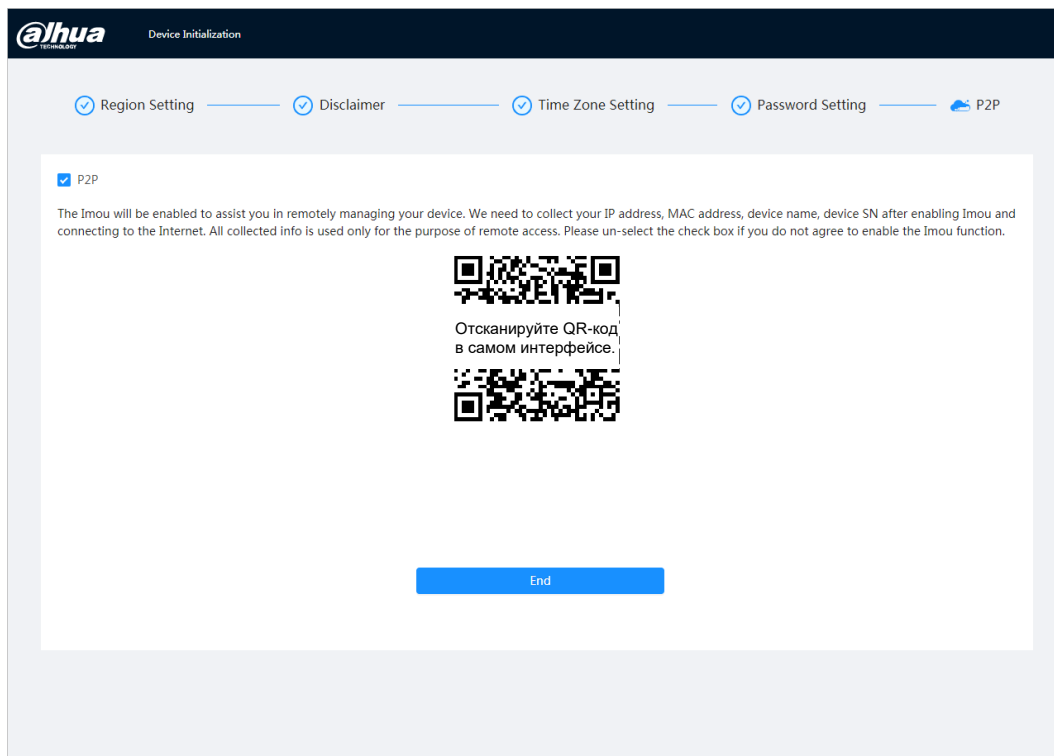 alhua
TECHNOLOGY
Device Initialization
Region Setting
Disclaimer
Time Zone Setting
Password Setting
P2P
P2P
The Imou will be enabled to assist you in remotely managing your device. We need to collect your IP address, MAC address, device name, device SN after enabling Imou and
connecting to the Internet. All collected info is used only for the purpose of remote access. Please un-select the check box if you do not agree to enable the Imou function.
Отсканируйте QR-код
в самом интерфейсе.
End